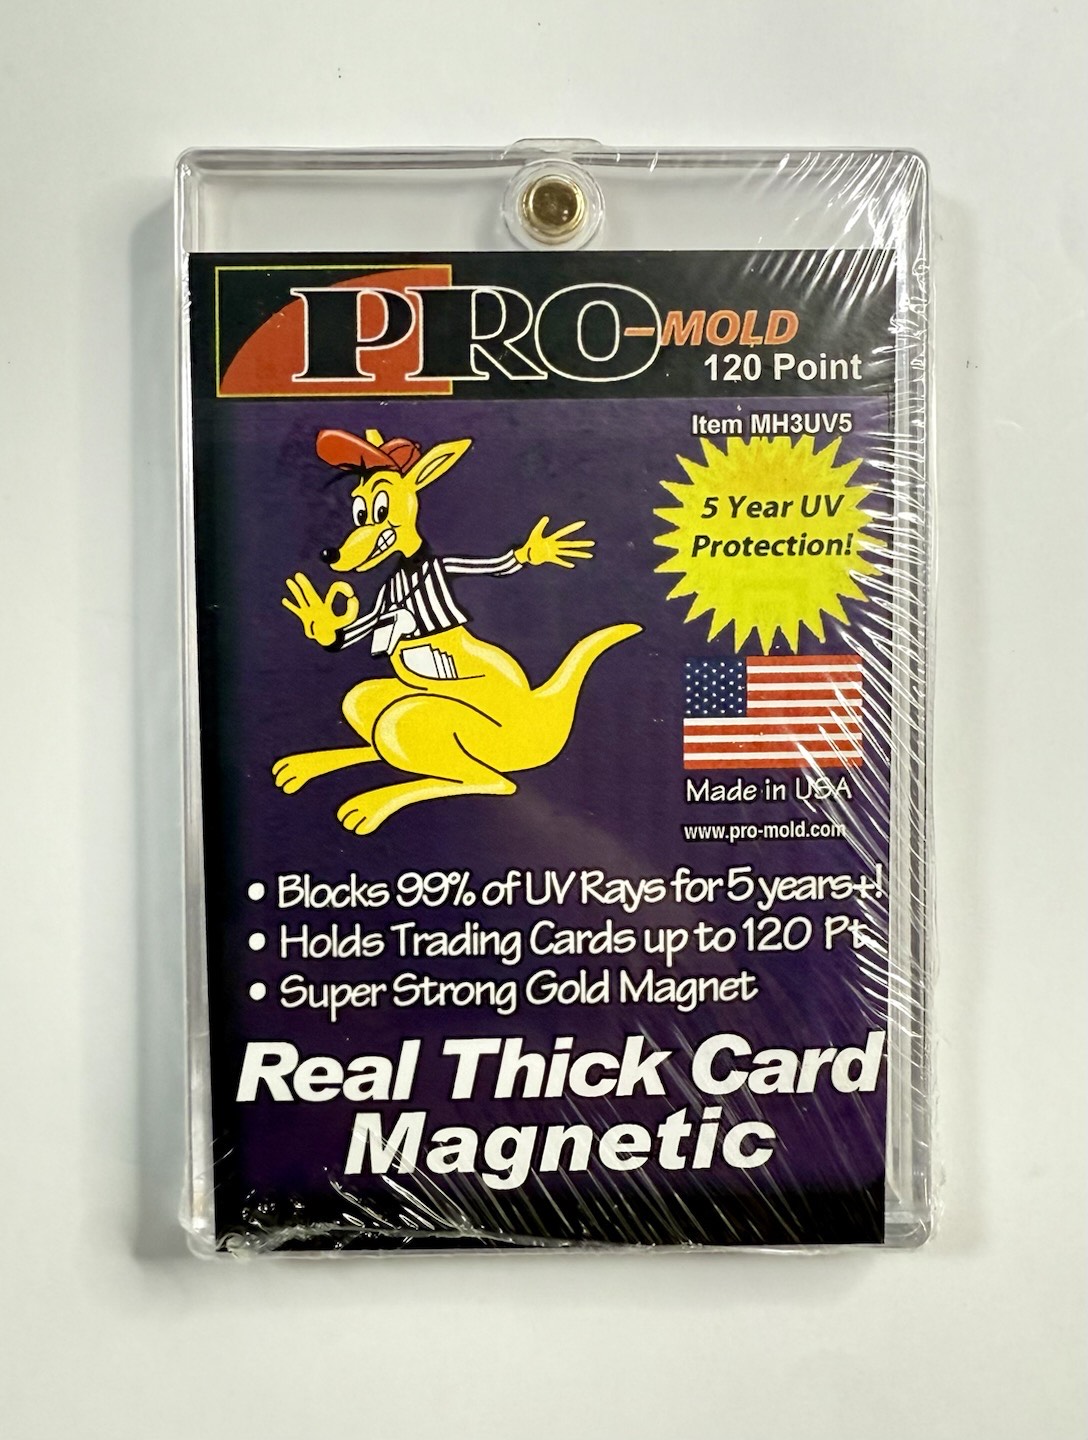 PRO-MOLD
120 Point
Item MH3UV5
5 Year UV
Protection!
Made in USA
www.pro-mold.com
• Blocks 99% of UV Rays for 5 years+!
• Holds Trading Cards up to 120 Pt.
• Super Strong Gold Magnet
Real Thick Card
Magnetic